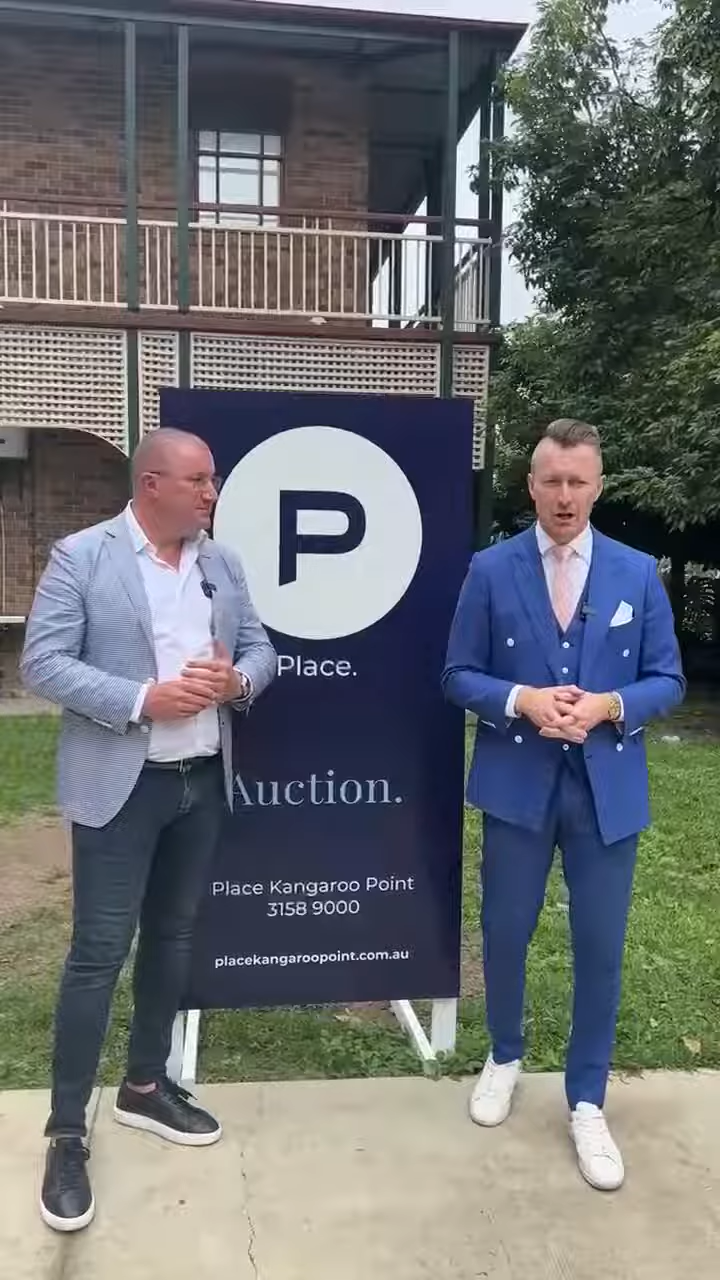 P
Place.
Auction.
Place Kangaroo Point
3158 9000
placekangaroopoint.com.au